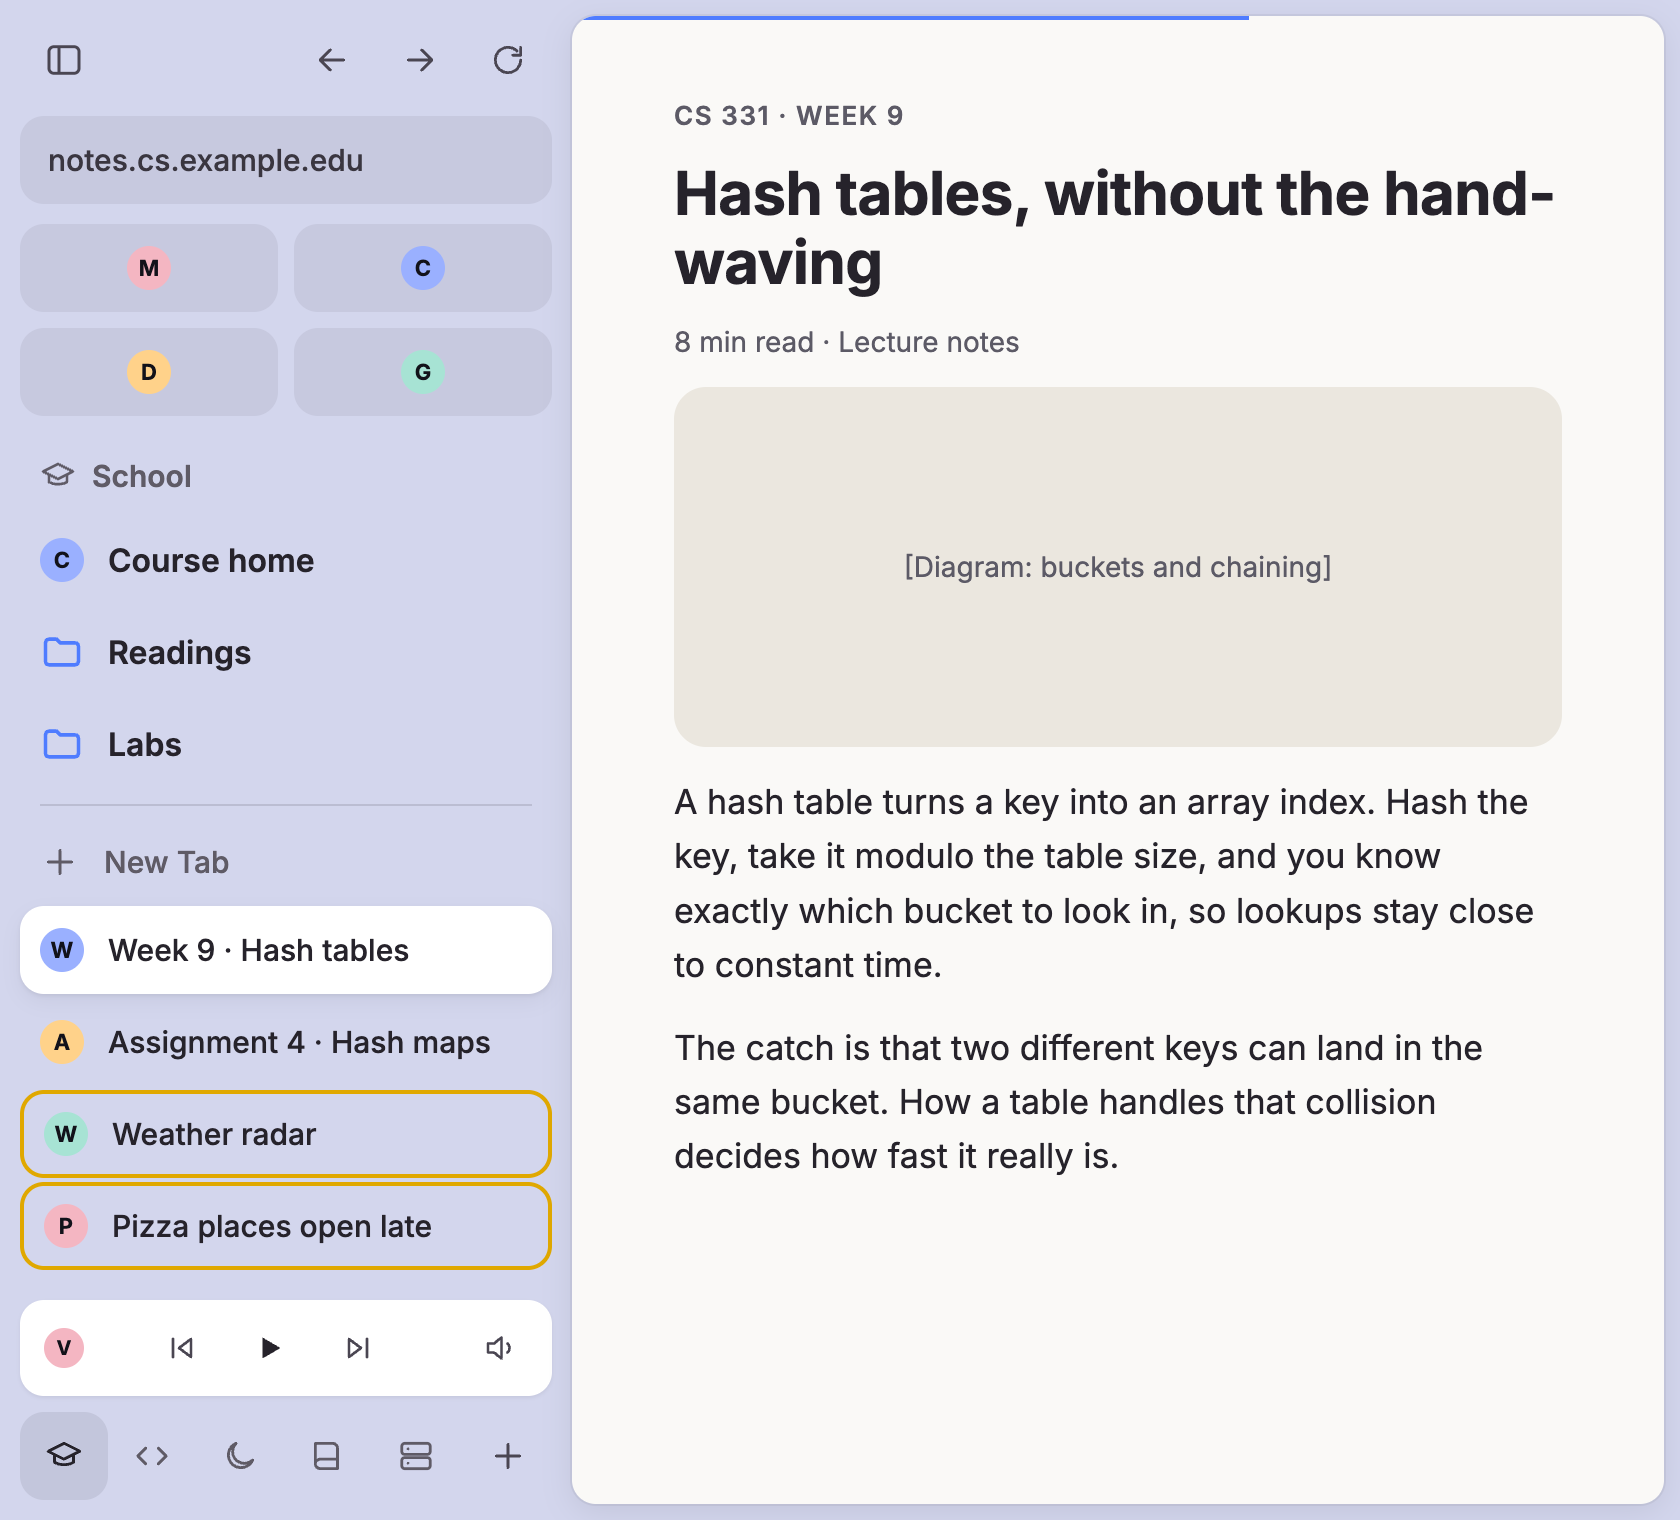 notes.cs.example.edu
M
C
D
G
School
C Course home
Readings
Labs
New Tab
W Week 9 · Hash tables
A Assignment 4 · Hash maps
W Weather radar
P Pizza places open late
V
CS 331 · WEEK 9
Hash tables, without the hand-
waving
8 min read · Lecture notes
[Diagram: buckets and chaining]
A hash table turns a key into an array index. Hash the
key, take it modulo the table size, and you know
exactly which bucket to look in, so lookups stay close
to constant time.
The catch is that two different keys can land in the
same bucket. How a table handles that collision
decides how fast it really is.